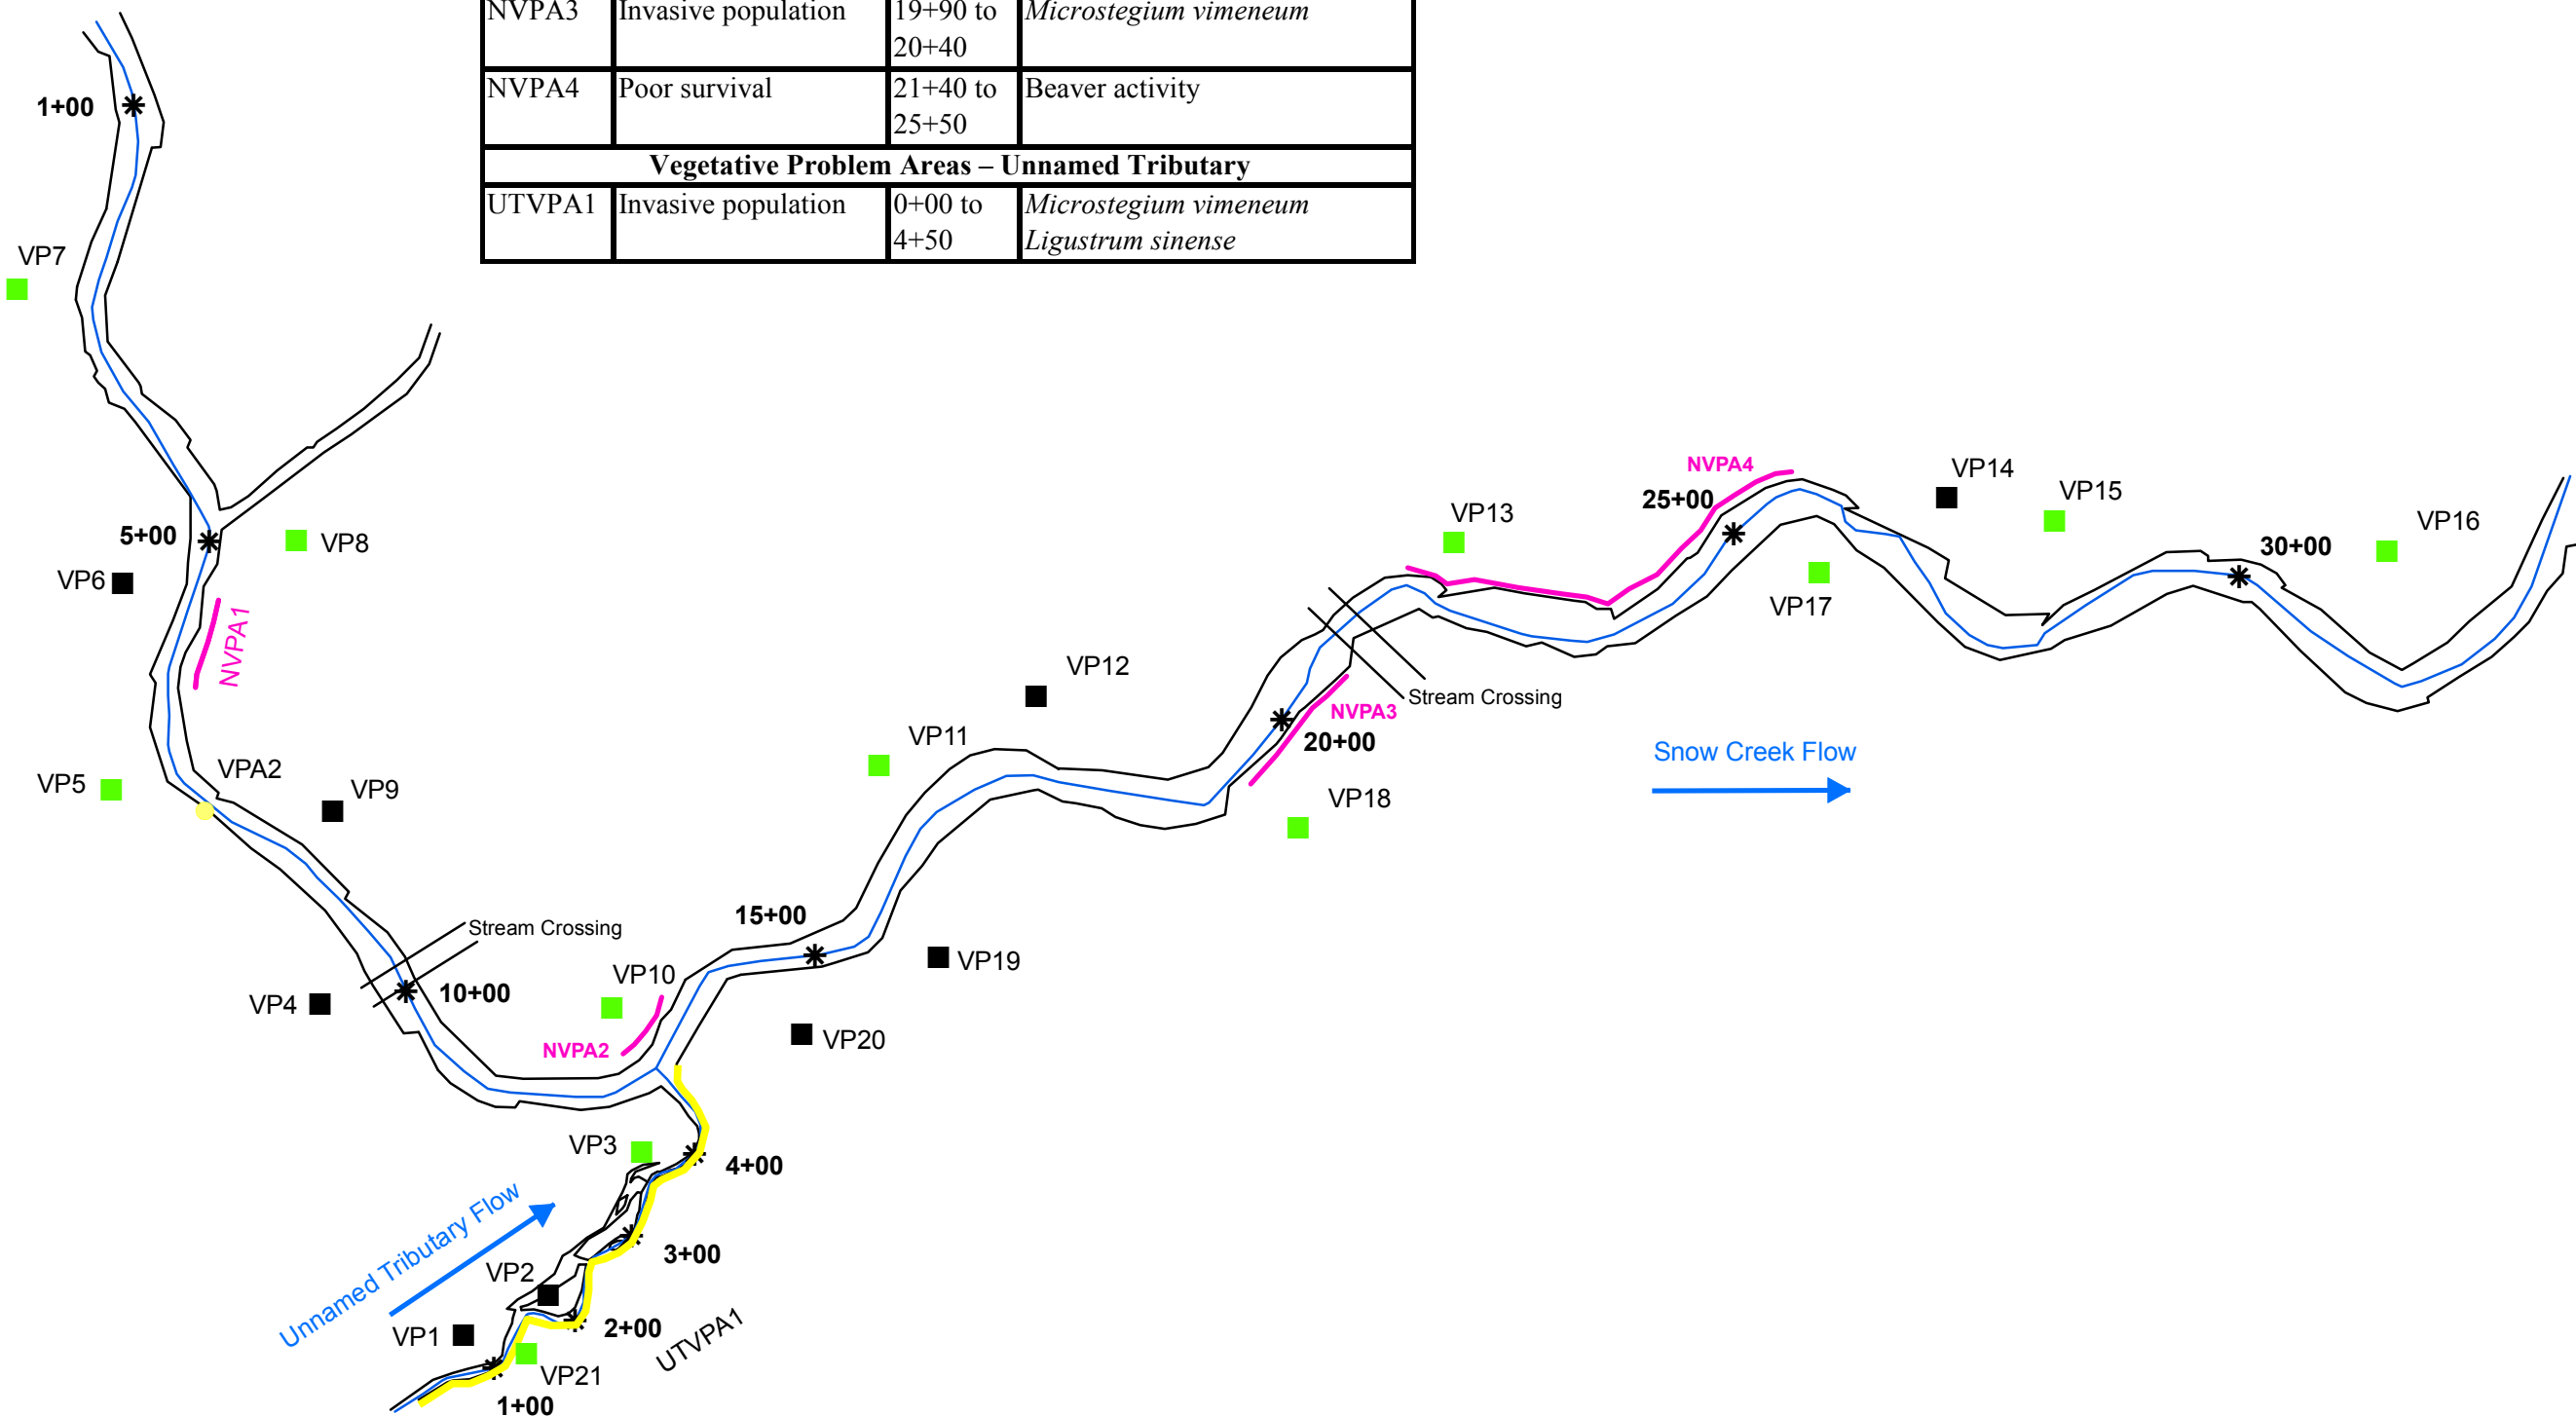 NVPA3 Invasive population 19+90 to Microstegium vimeneum
20+40
NVPA4 Poor survival 21+40 to Beaver activity
25+50
Vegetative Problem Areas – Unnamed Tributary
UTVPA1 Invasive population 0+00 to Microstegium vimeneum
4+50 Ligustrum sinense
1+00
VP7
5+00
VP8
VP6
NVPA1
VP5
VPA2
VP9
Stream Crossing
VP4
10+00
VP10
NVPA2
15+00
VP11
VP12
VP19
VP20
NVPA3
20+00
VP18
Stream Crossing
VP13
NVPA4
25+00
VP17
VP14
VP15
30+00
VP16
Snow Creek Flow
VP3
4+00
Unnamed Tributary Flow
3+00
VP2
2+00
VP1
UTVPA1
VP21
1+00